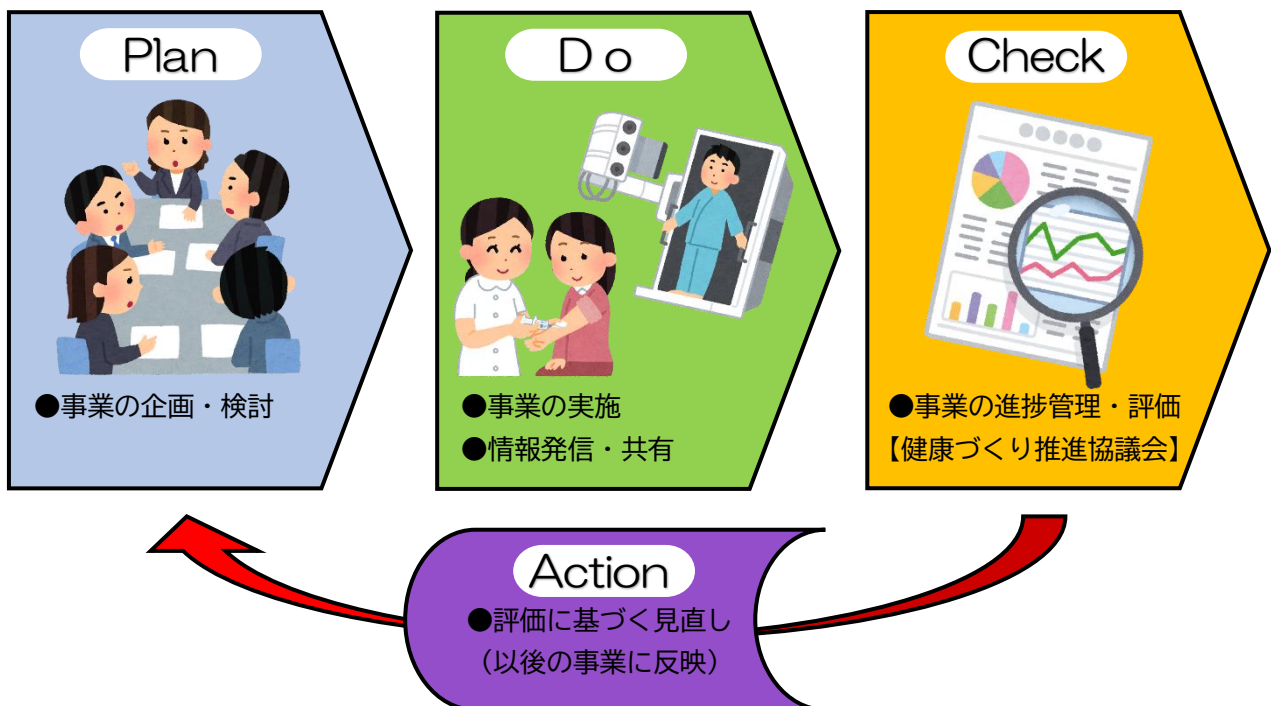 Plan
●事業の企画・検討
Do
●事業の実施
●情報発信・共有
Check
●事業の進捗管理・評価
【健康づくり推進協議会】
Action
●評価に基づく見直し
（以後の事業に反映）